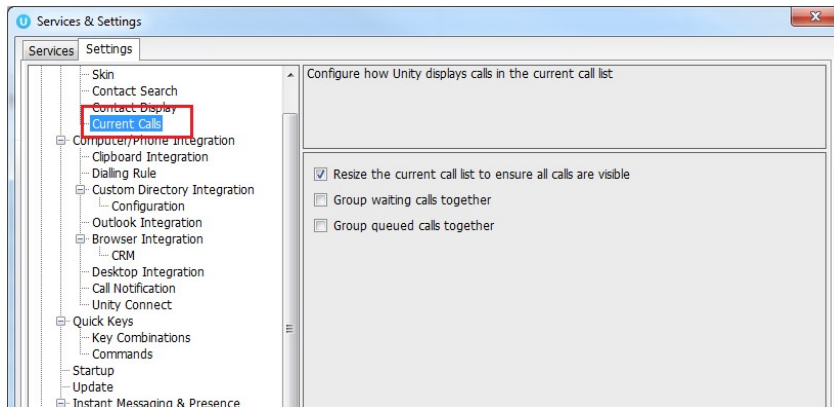 Services & Settings
Services Settings
Skin
Contact Search
Contact Display
Current Calls
Computer/Phone Integration
Clipboard Integration
Dialling Rule
Custom Directory Integration
Configuration
Outlook Integration
Browser Integration
CRM
Desktop Integration
Call Notification
Unity Connect
Quick Keys
Key Combinations
Commands
Startup
Update
Instant Messaging & Presence
Configure how Unity displays calls in the current call list
Resize the current call list to ensure all calls are visible
Group waiting calls together
Group queued calls together